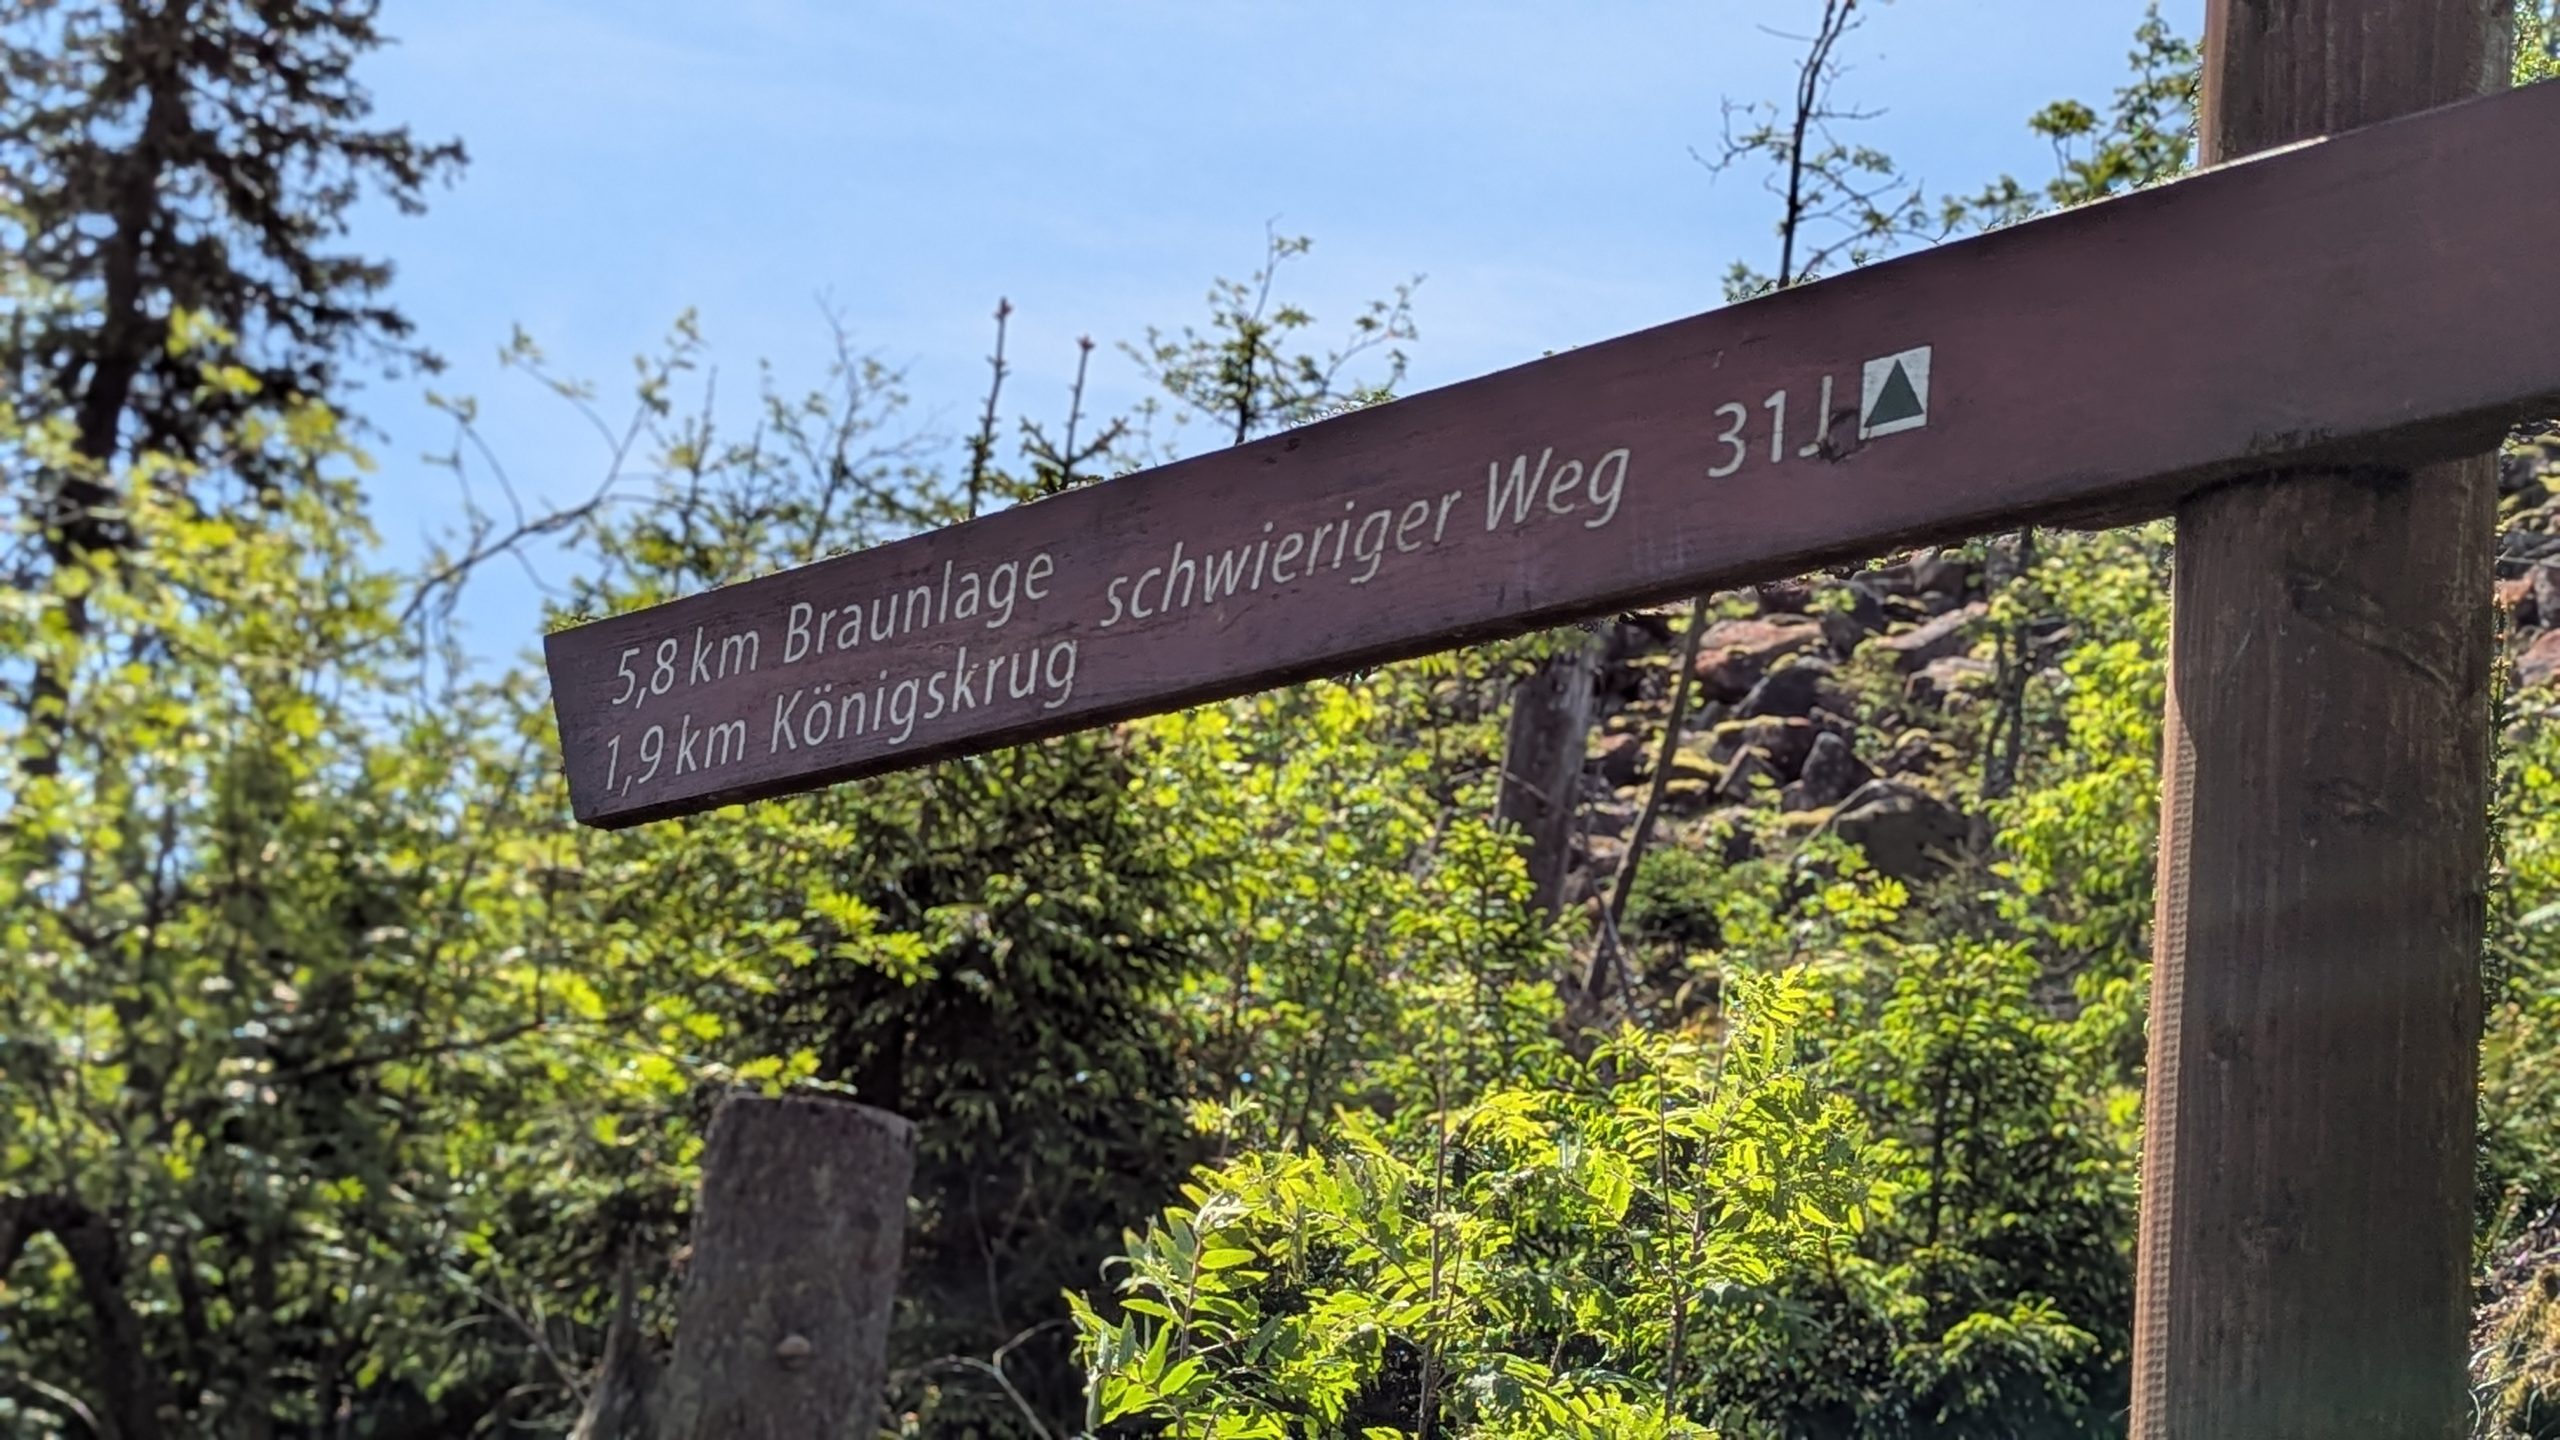 5,8 km Braunlage
1,9 km Königskrug
schwieriger Weg 31J